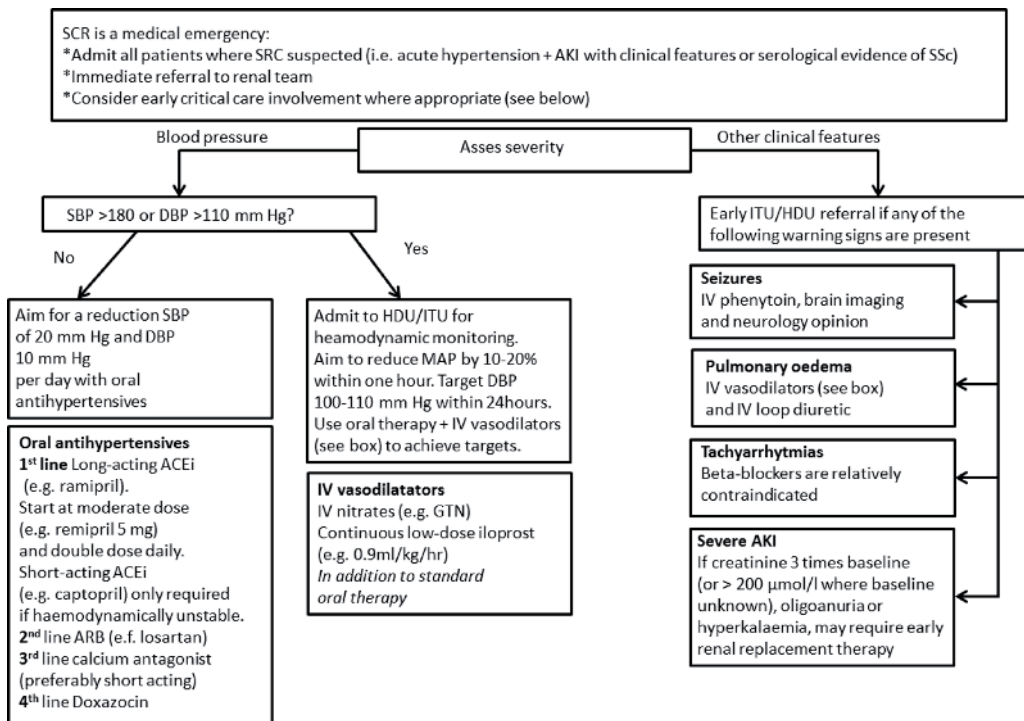 SCR is a medical emergency:
*Admit all patients where SRC suspected (i.e. acute hypertension + AKI with clinical features or serological evidence of SSc)
*Immediate referral to renal team
*Consider early critical care involvement where appropriate (see below)
Blood pressure
Asses severity
Other clinical features
SBP >180 or DBP >110 mm Hg?
No
Yes
Aim for a reduction SBP
of 20 mm Hg and DBP
10 mm Hg
per day with oral
antihypertensives
Oral antihypertensives
1st line Long-acting ACEi
(e.g. ramipril).
Start at moderate dose
(e.g. remipril 5 mg)
and double dose daily.
Short-acting ACEi
(e.g. captopril) only required
if haemodynamically unstable.
2nd line ARB (e.f. losartan)
3rd line calcium antagonist
(preferably short acting)
4th line Doxazocin
Admit to HDU/ITU for
heamodynamic monitoring.
Aim to reduce MAP by 10-20%
within one hour. Target DBP
100-110 mm Hg within 24hours.
Use oral therapy + IV vasodilators
(see box) to achieve targets.
IV vasodilatators
IV nitrates (e.g. GTN)
Continuous low-dose iloprost
(e.g. 0.9ml/kg/hr)
In addition to standard
oral therapy
Early ITU/HDU referral if any of the
following warning signs are present
Seizures
IV phenytoin, brain imaging
and neurology opinion
Pulmonary oedema
IV vasodilators (see box)
and IV loop diuretic
Tachyarrhytmias
Beta-blockers are relatively
contraindicated
Severe AKI
If creatinine 3 times baseline
(or > 200 μmol/l where baseline
unknown), oligoanuria or
hyperkalaemia, may require early
renal replacement therapy